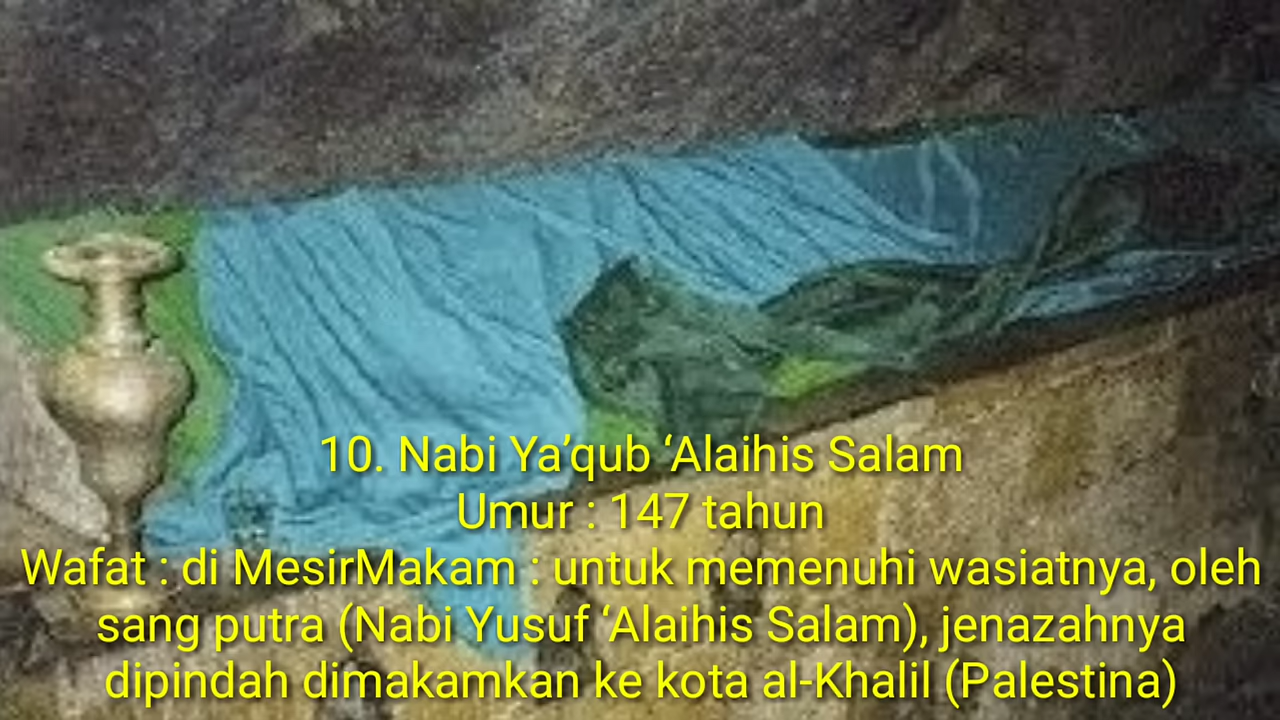 10. Nabi Ya’qub ‘Alaihis Salam
Umur : 147 tahun
Wafat : di MesirMakam : untuk memenuhi wasiatnya, oleh
sang putra (Nabi Yusuf ‘Alaihis Salam), jenazahnya
dipindah dimakamkan ke kota al-Khalil (Palestina)